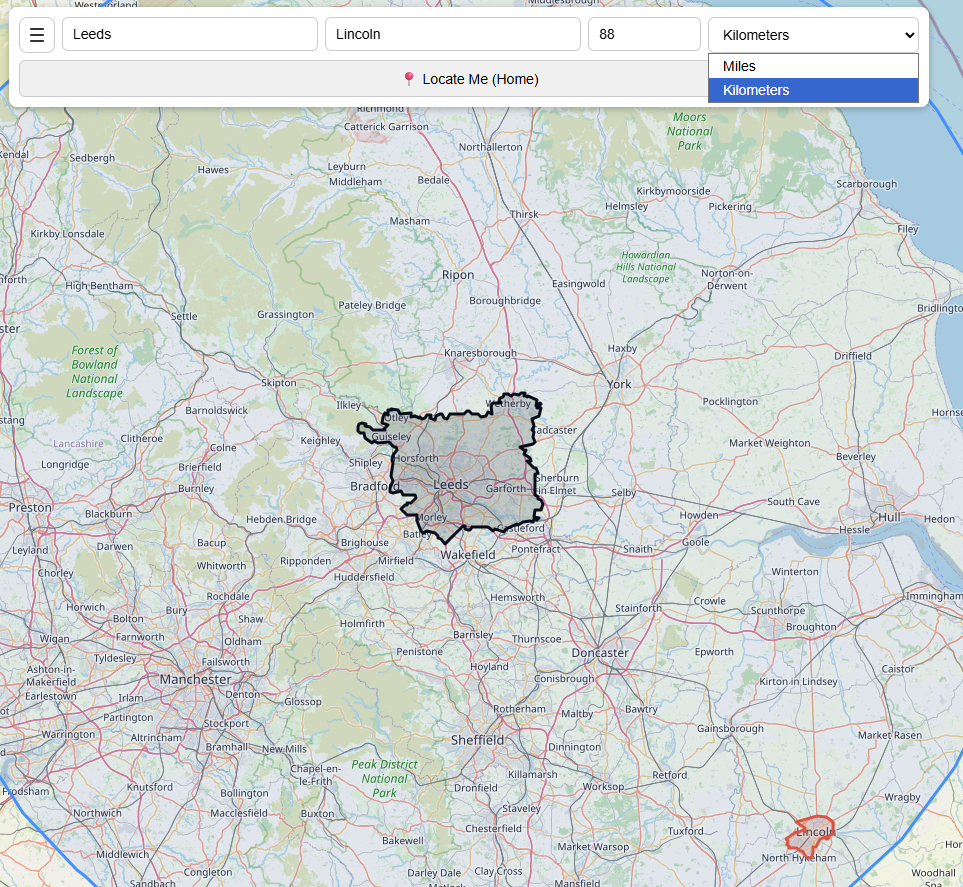 Westmorland
Middlesbrough
☰
Leeds
Lincoln
88
Kilometers
Miles
Kilometers
📍 Locate Me (Home)
Richmond
Catterick Garrison
Moors
National
Park
Northallerton
Kendal
Sedbergh
Hawes
Leyburn
Middleham
Bedale
Kirkbymoorside
Scarborough
Helmsley
Pickering
Masham
Thirsk
Filey
Kirkby Lonsdale
Howardian
Hills National
Landscape
Ripon
Norton-on-
Derwent
High Bentham
Easingwold
Boroughbridge
Pateley Bridge
Grassington
Settle
Bridlington
Forest of
Bowland
National
Landscape
Haxby
Knaresborough
Driffield
Skipton
York
Pocklington
Ilkley
Wetherby
Barnoldswick
Otley
Hornsea
Tadcaster
Guiseley
Keighley
Clitheroe
Lancashire
Colne
Market Weighton
Beverley
Horsforth
Shipley
Longridge
Brierfield
Burnley
Bradford
Leeds
Garforth
Sherburn
in Elmet
Selby
South Cave
Preston
Blackburn
Hebden Bridge
Morley
Batley
Castleford
Howden
Hull
Hedon
Hessle
Leyland
Darwen
Bacup
Brighouse
Mirfield
Wakefield
Pontefract
Snaith
Goole
Whitworth
Ripponden
Huddersfield
Chorley
Winterton
Rochdale
Hemsworth
Crowle
Immingham
Horwich
Bury
Shaw
Holmfirth
Stainforth
Scunthorpe
Broughton
Bolton
Wigan
Farnworth
Oldham
Barnsley
Thurnscoe
Tyldesley
Failsworth
Penistone
Doncaster
Epworth
Ashton-in-
Makerfield
Hoyland
Caistor
Manchester
Conisbrough
Kirton in Lindsey
Earlestown
Irlam
Denton
Glossop
Rotherham
Maltby
Bawtry
Partington
Stockport
Gainsborough
Warrington
Altrincham
Sheffield
Market Rasen
Bramhall
New Mills
Dinnington
Peak District
National
Park
Chapel-en-
le-Frith
Killamarsh
Retford
Frodsham
Knutsford
Bollington
Dronfield
Worksop
Wragby
Northwich
Macclesfield
Buxton
Staveley
Chesterfield
Tuxford
Lincoln
Bakewell
Market Warsop
Middlewich
North Hykeham
Congleton
Darley Dale
Clay Cross
Woodhall
Spa
Sandbach
Matlock
Mansfield